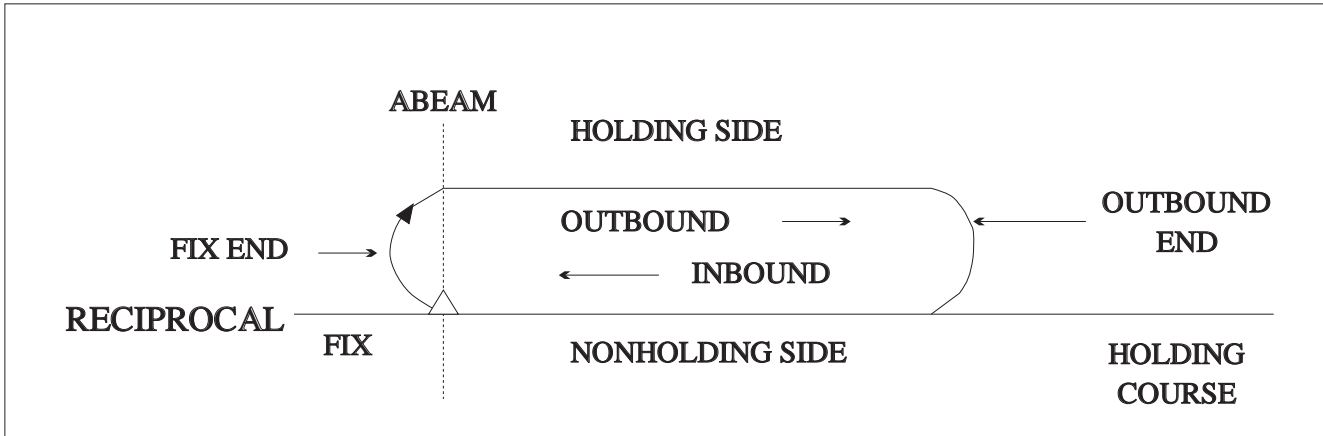 ABEAM
HOLDING SIDE
OUTBOUND
OUTBOUND
END
FIX END
INBOUND
RECIPROCAL
FIX
NONHOLDING SIDE
HOLDING
COURSE